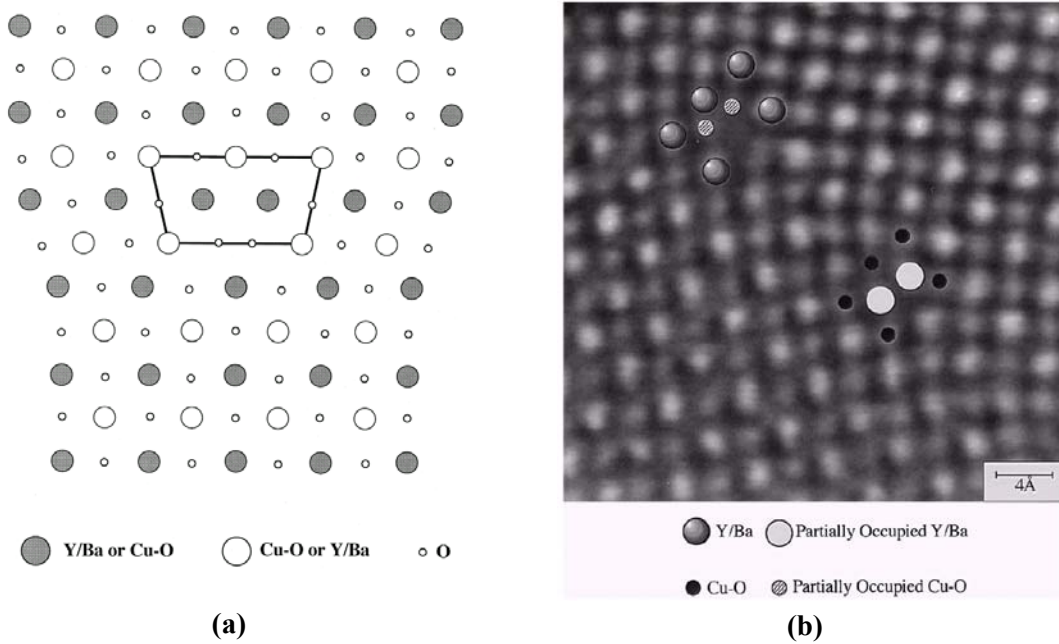 4Å
Y/Ba or Cu-O Cu-O or Y/Ba O
Y/Ba Partially Occupied Y/Ba
Cu-O Partially Occupied Cu-O
(a) (b)